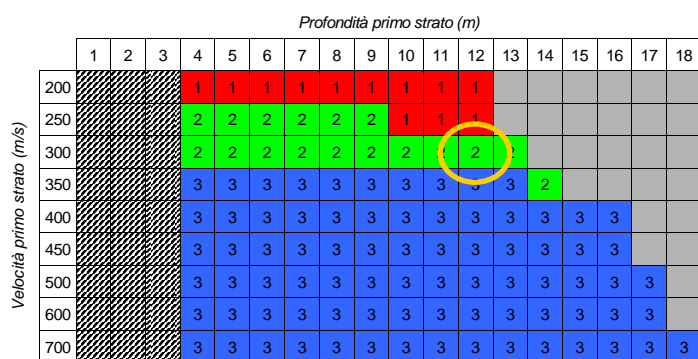 Profondità primo strato (m)
1 2 3 4 5 6 7 8 9 10 11 12 13 14 15 16 17 18
Velocità primo strato (m/s)
200 1 1 1 1 1 1 1 1 1
250 2 2 2 2 2 2 1 1 1
300 2 2 2 2 2 2 2 2 2 2
350 3 3 3 3 3 3 3 3 3 3 2
400 3 3 3 3 3 3 3 3 3 3 3 3 3
450 3 3 3 3 3 3 3 3 3 3 3 3 3
500 3 3 3 3 3 3 3 3 3 3 3 3 3 3
600 3 3 3 3 3 3 3 3 3 3 3 3 3 3
700 3 3 3 3 3 3 3 3 3 3 3 3 3 3 3